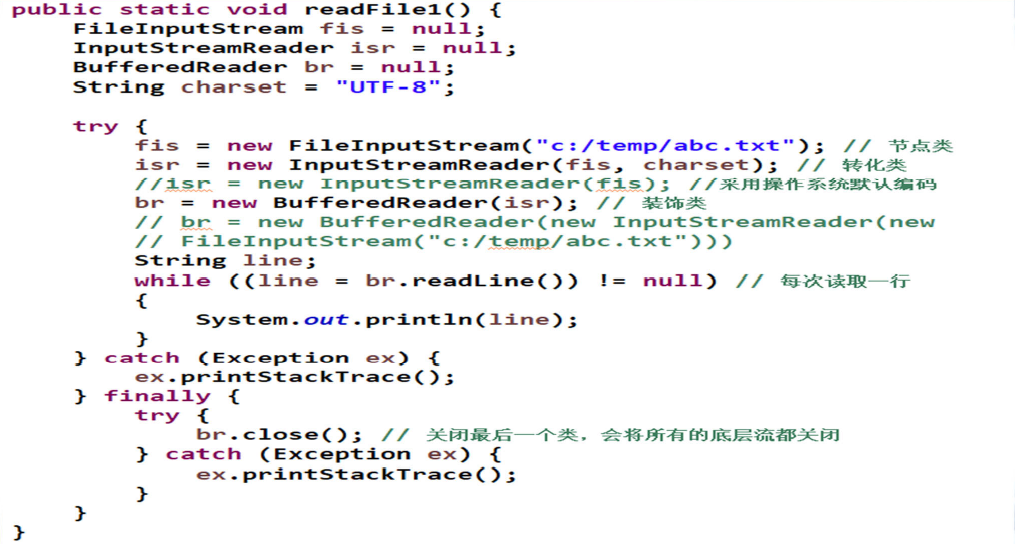 public static void readFile1() {
FileInputStream fis = null;
InputStreamReader isr = null;
BufferedReader br = null;
String charset = "UTF-8";
try {
fis = new FileInputStream("c:/temp/abc.txt"); // 节点类
isr = new InputStreamReader(fis, charset); // 转化类
//isr = new InputStreamReader(fis); //采用操作系统默认编码
br = new BufferedReader(isr); // 装饰类
// br = new BufferedReader(new InputStreamReader(new
// FileInputStream("c:/temp/abc.txt")))
String line;
while ((line = br.readLine()) != null) // 每次读取一行
{
System.out.println(line);
}
} catch (Exception ex) {
ex.printStackTrace();
} finally {
try {
br.close(); // 关闭最后一个类，会将所有的底层流都关闭
} catch (Exception ex) {
ex.printStackTrace();
}
}
}